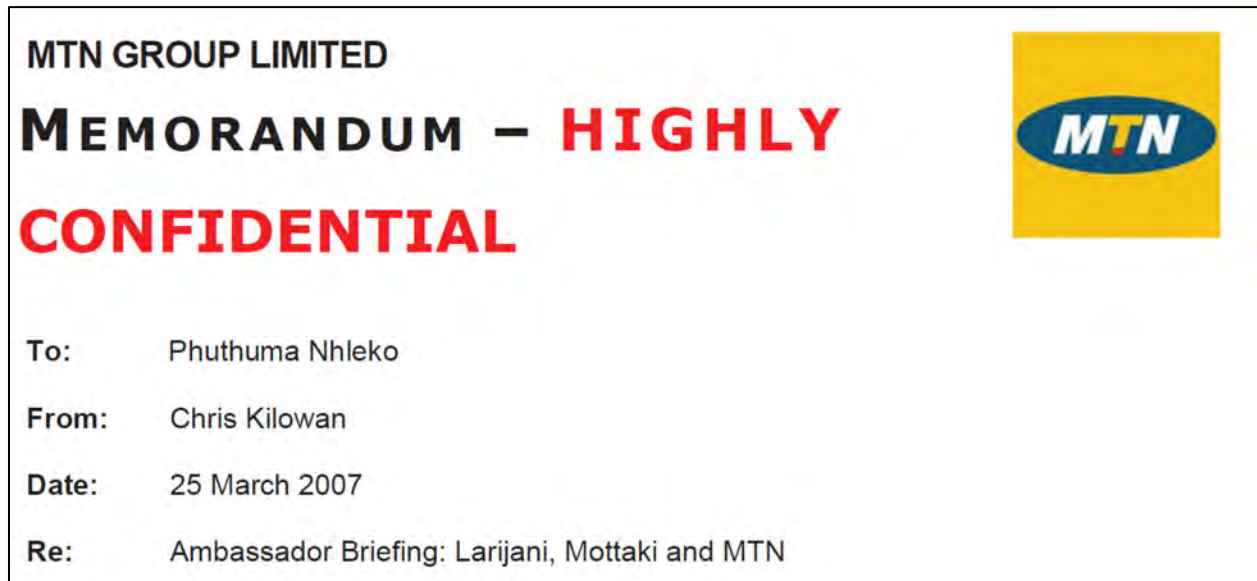 MTN GROUP LIMITED
MEMORANDUM – HIGHLY
CONFIDENTIAL
MTN
To: Phuthuma Nhleko
From: Chris Kilowan
Date: 25 March 2007
Re: Ambassador Briefing: Larijani, Mottaki and MTN